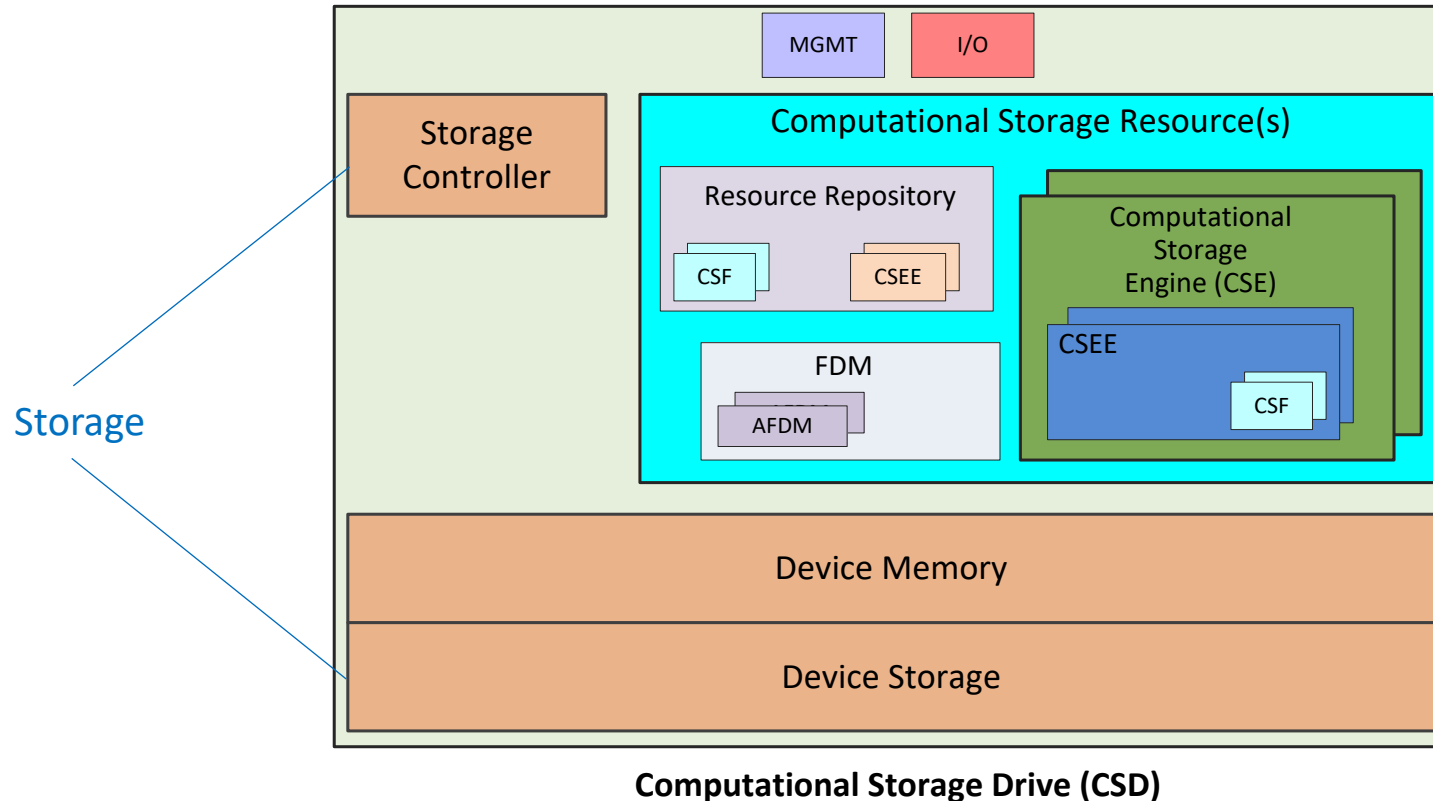 MGMT
I/O
Storage
Controller
Computational Storage Resource(s)
Resource Repository
CSF
CSEE
Computational
Storage
Engine (CSE)
CSEE
CSF
FDM
AFDM
Storage
Device Memory
Device Storage
Computational Storage Drive (CSD)